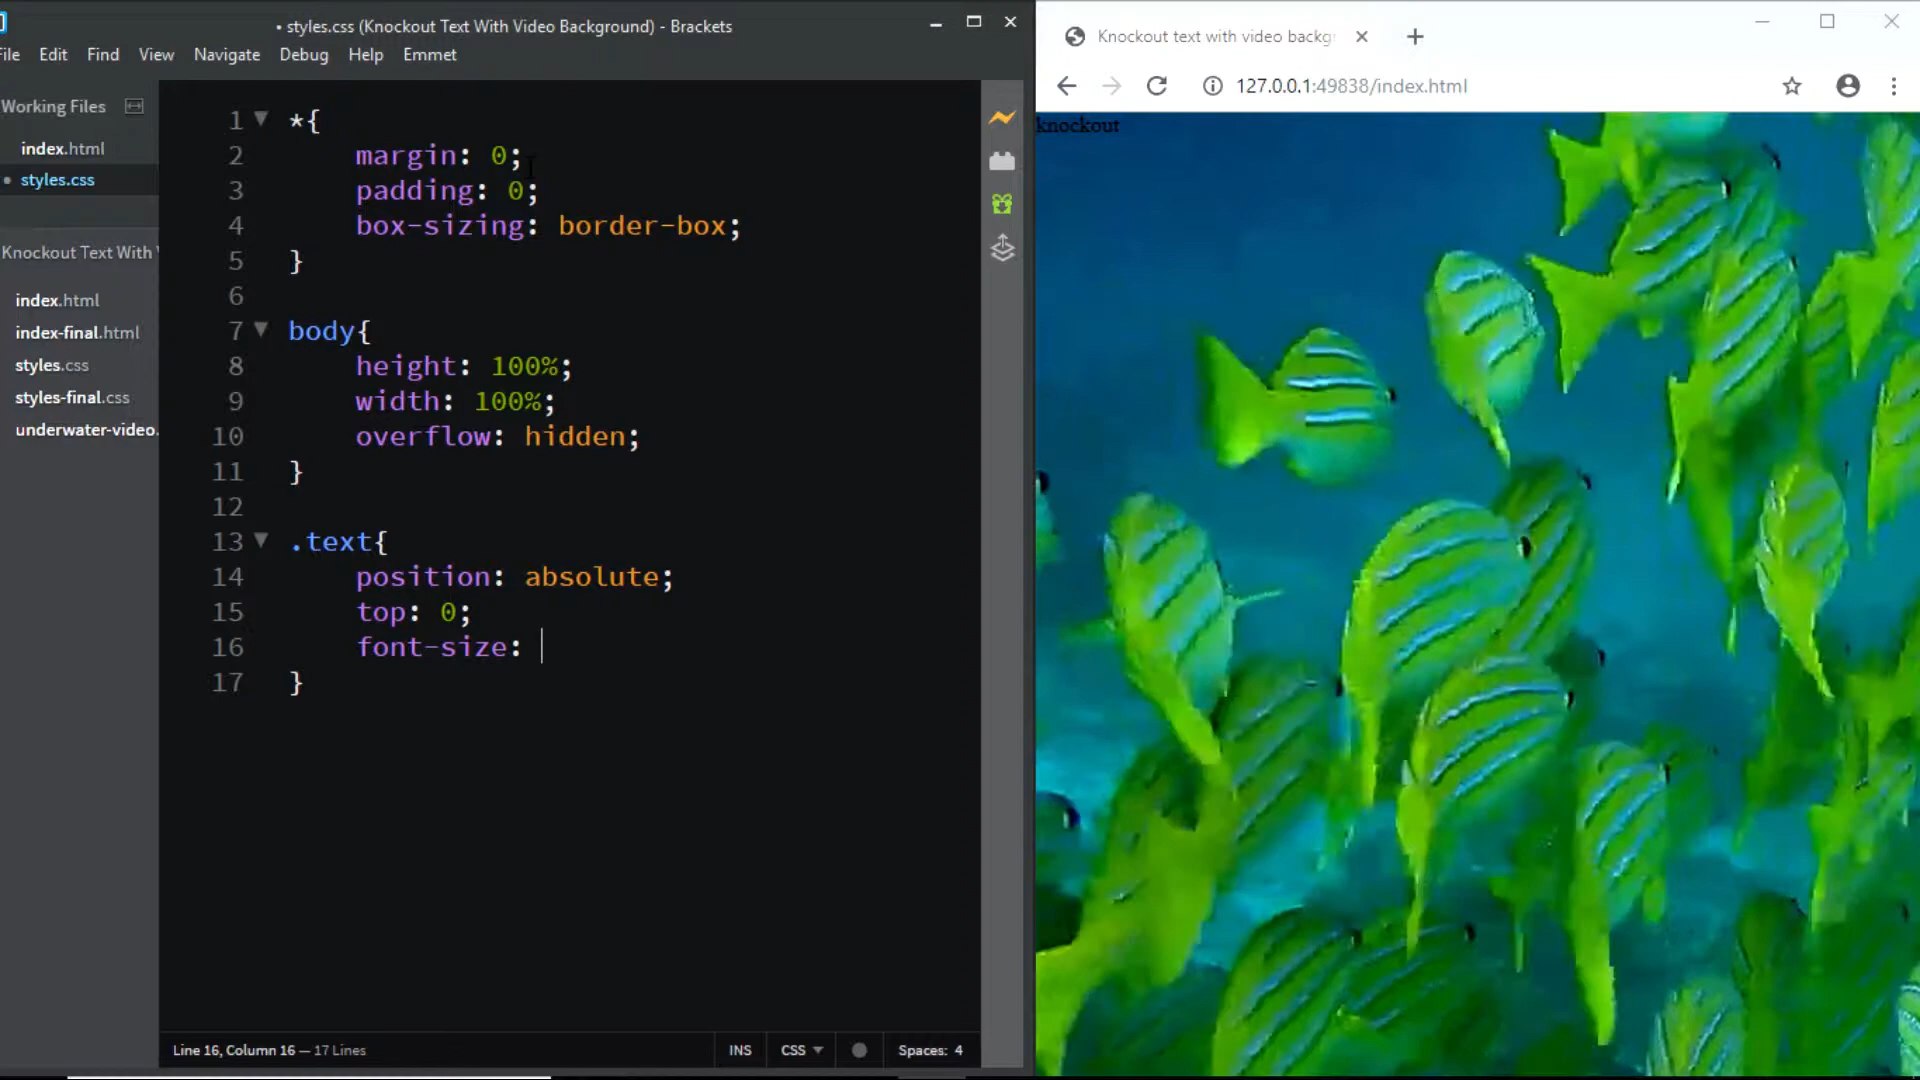 • styles.css (Knockout Text With Video Background) - Brackets
File Edit Find View Navigate Debug Help Emmet
Working Files
index.html
• styles.css
Knockout Text With
index.html
index-final.html
styles.css
styles-final.css
underwater-video.
1 *{
2 margin: 0;
3 padding: 0;
4 box-sizing: border-box;
5 }
6
7 body{
8 height: 100%;
9 width: 100%;
10 overflow: hidden;
11 }
12
13 .text{
14 position: absolute;
15 top: 0;
16 font-size:
17 }
Line 16, Column 16 — 17 Lines
INS CSS Spaces: 4
Knockout text with video backg
127.0.0.1:49838/index.html
knockout